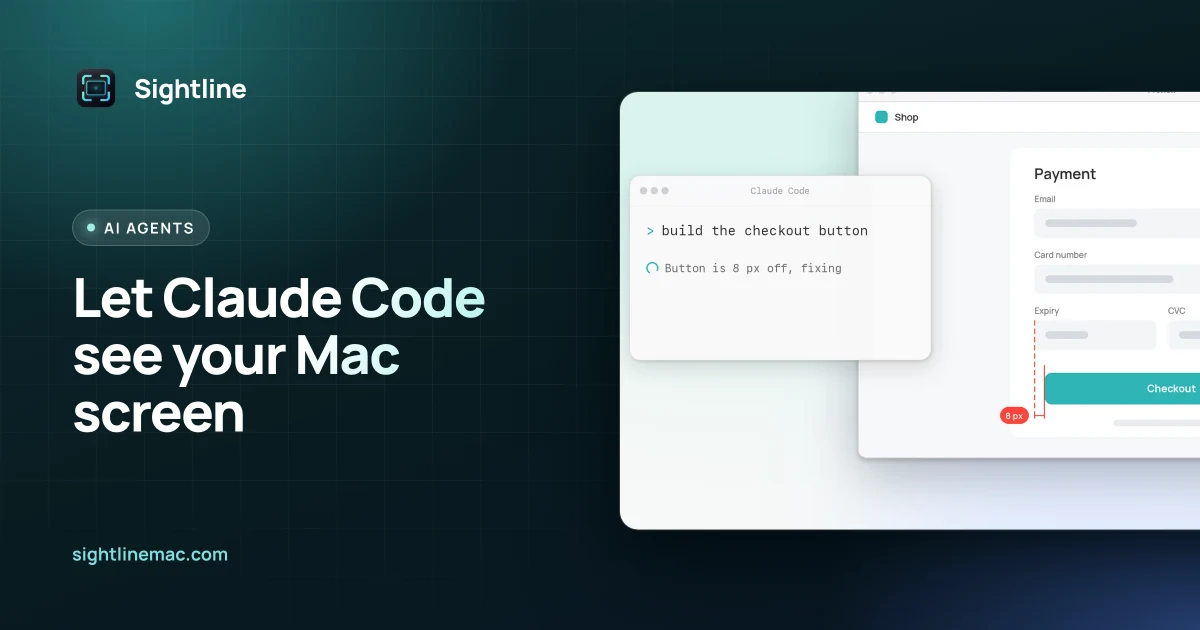 Sightline
AI AGENTS
Let Claude Code
see your Mac
screen
sightlinemac.com
Claude Code
> build the checkout button
Button is 8 px off, fixing
Shop
Payment
Email
Card number
Expiry
CVC
Checkout
8 px